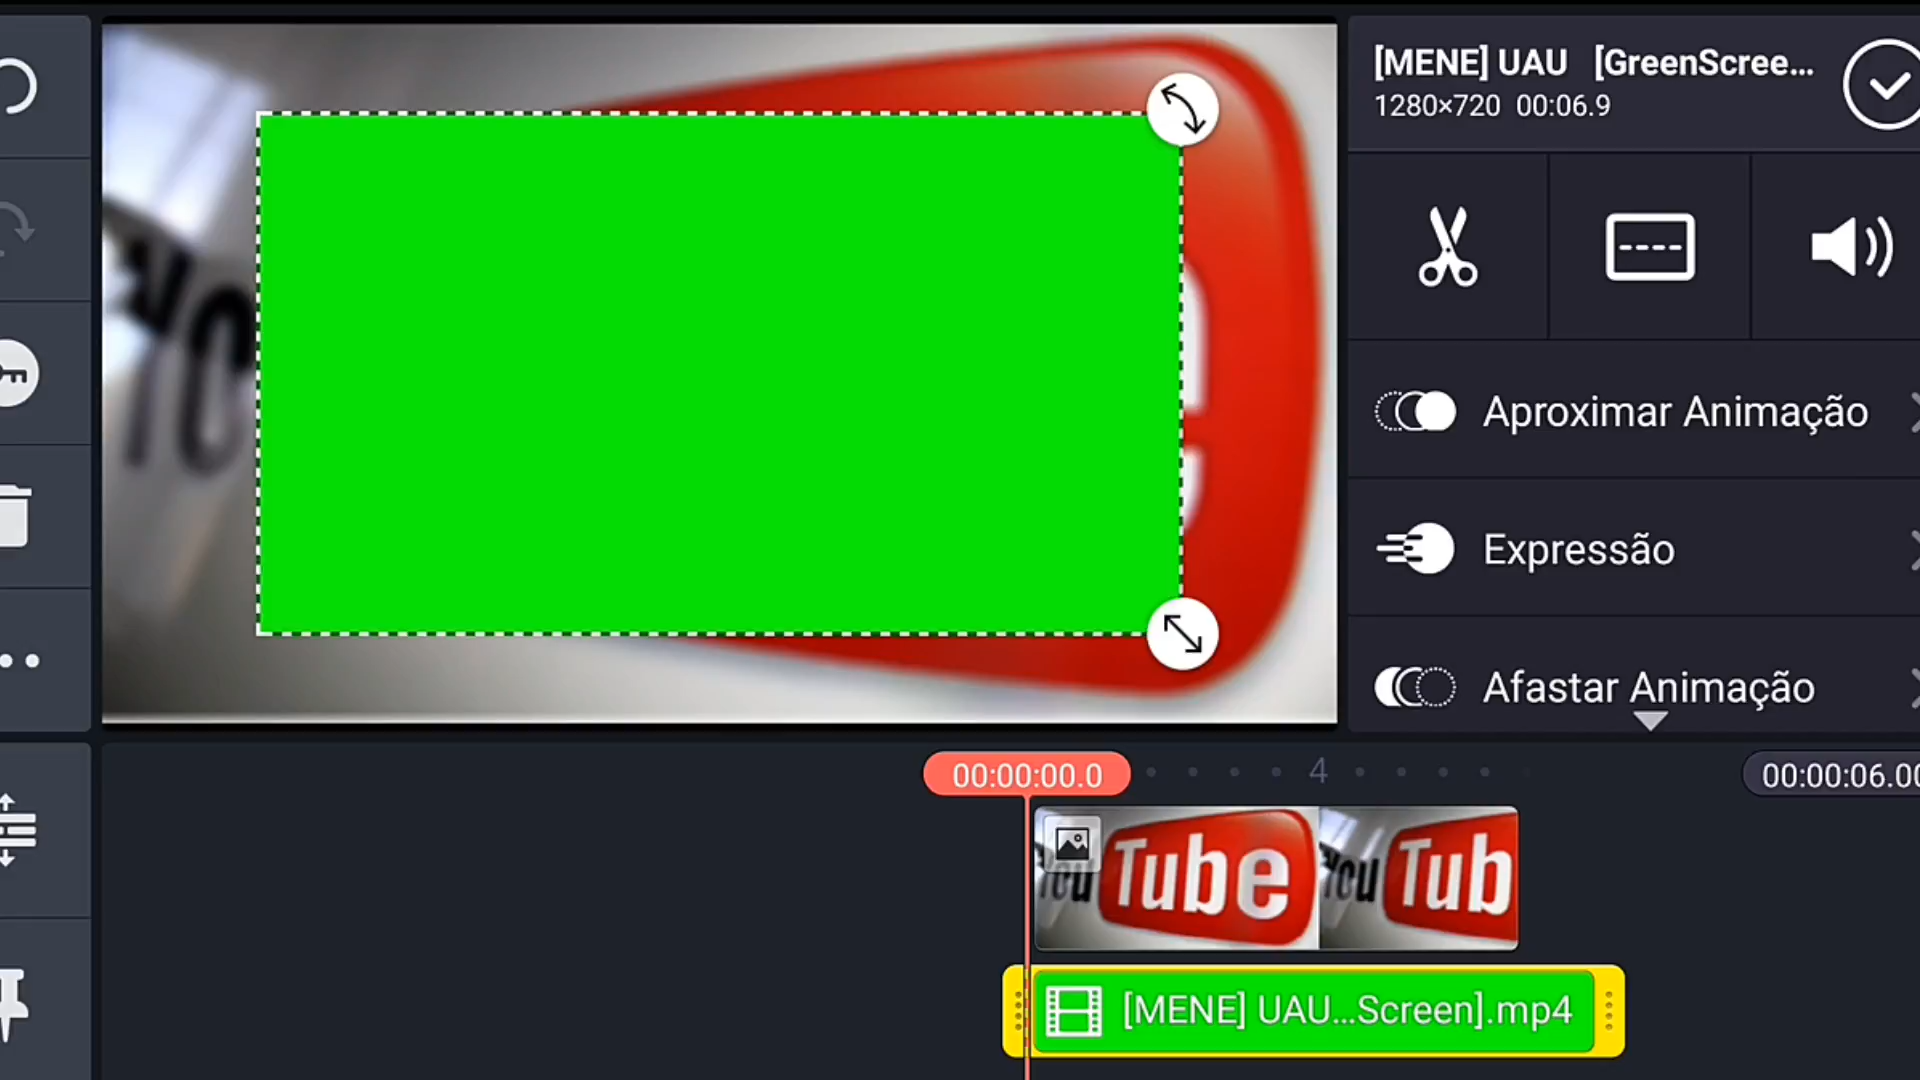 [MENE] UAU [GreenScree...
1280×720 00:06.9
You
Aproximar Animação
Expressão
Afastar Animação
00:00:00.0
4
00:00:06.00
You Tube
You Tub
[MENE] UAU...Screen].mp4